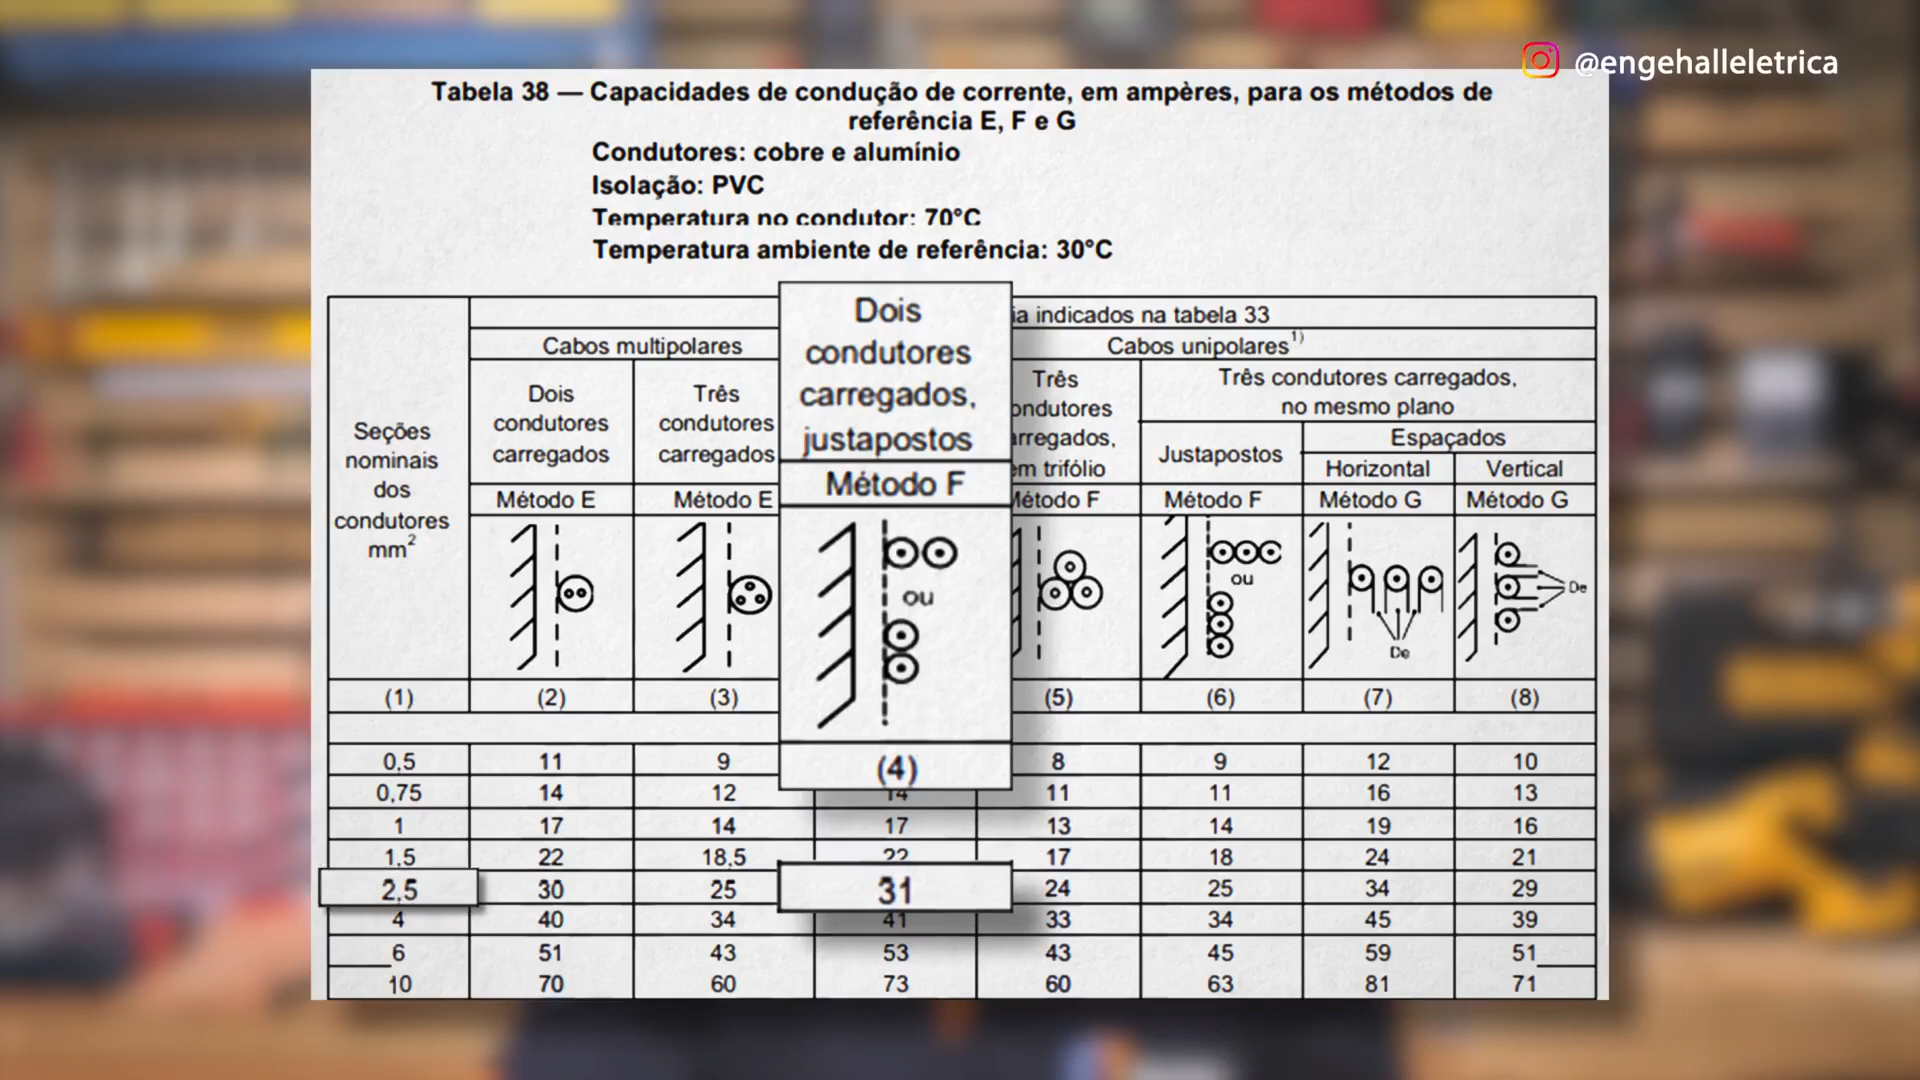 @engehalleletrica
Tabela 38 — Capacidades de condução de corrente, em ampères, para os métodos de
referência E, F e G
Condutores: cobre e alumínio
Isolação: PVC
Temperatura no condutor: 70°C
Temperatura ambiente de referência: 30°C
indicados na tabela 33
Cabos multipolares
Cabos unipolares 1)
Seções
nominais
dos
condutores
mm²
Dois
condutores
carregados
Método E
(2)
Três
condutores
carregados
Método E
(3)
Dois
condutores
carregados,
justapostos
Método F
ou
(4)
Três
ondutores
arregados,
em trifólio
Método F
(5)
Três condutores carregados,
no mesmo plano
Justapostos
Método F
ou
(6)
Espaçados
Horizontal
Método G
De
(7)
Vertical
Método G
De
(8)
(1)
0,5 11 9 8 9 12 10
0,75 14 12 14 11 11 16 13
1 17 14 17 13 14 19 16
1,5 22 18,5 22 17 18 24 21
2,5 30 25 31 24 25 34 29
4 40 34 41 33 34 45 39
6 51 43 53 43 45 59 51
10 70 60 73 60 63 81 71